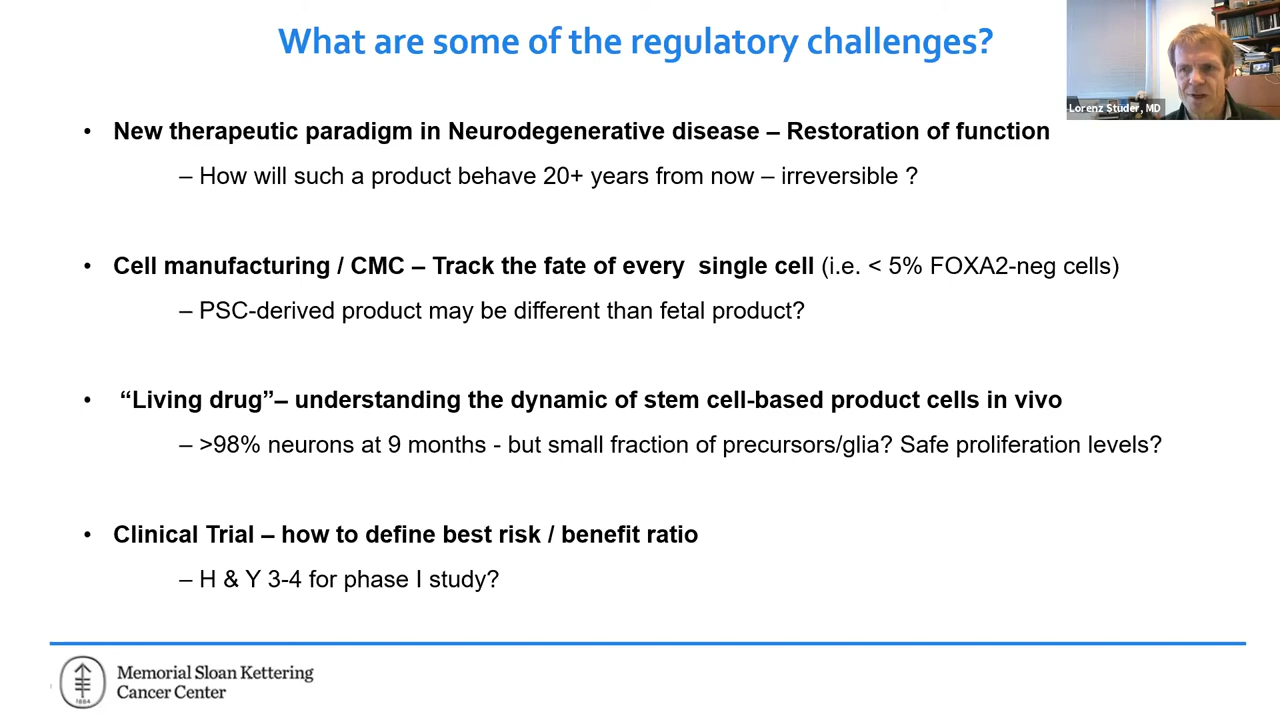 What are some of the regulatory challenges?
Lorenz Studer, MD
• New therapeutic paradigm in Neurodegenerative disease – Restoration of function
– How will such a product behave 20+ years from now – irreversible ?
• Cell manufacturing / CMC – Track the fate of every single cell (i.e. < 5% FOXA2-neg cells)
– PSC-derived product may be different than fetal product?
• “Living drug”– understanding the dynamic of stem cell-based product cells in vivo
– >98% neurons at 9 months - but small fraction of precursors/glia? Safe proliferation levels?
• Clinical Trial – how to define best risk / benefit ratio
– H & Y 3-4 for phase I study?
1884
Memorial Sloan Kettering
Cancer Center